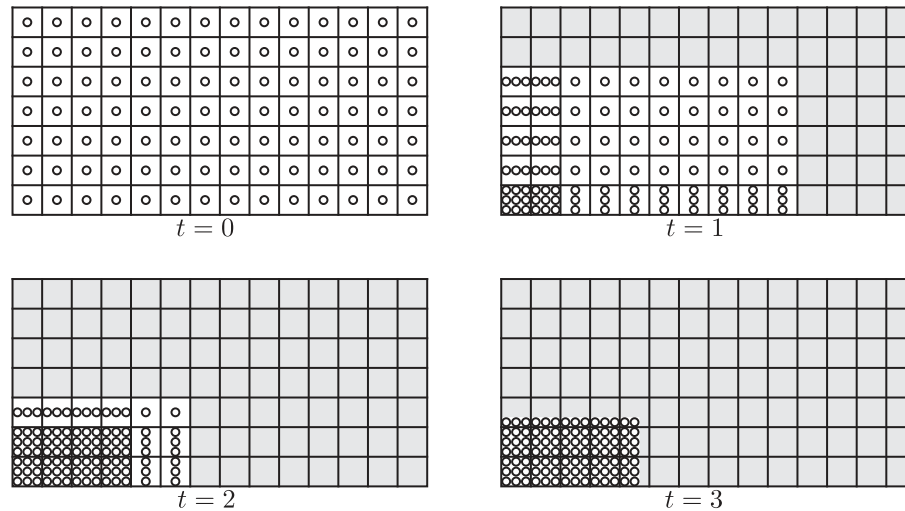 t = 0
t = 1
t = 2
t = 3